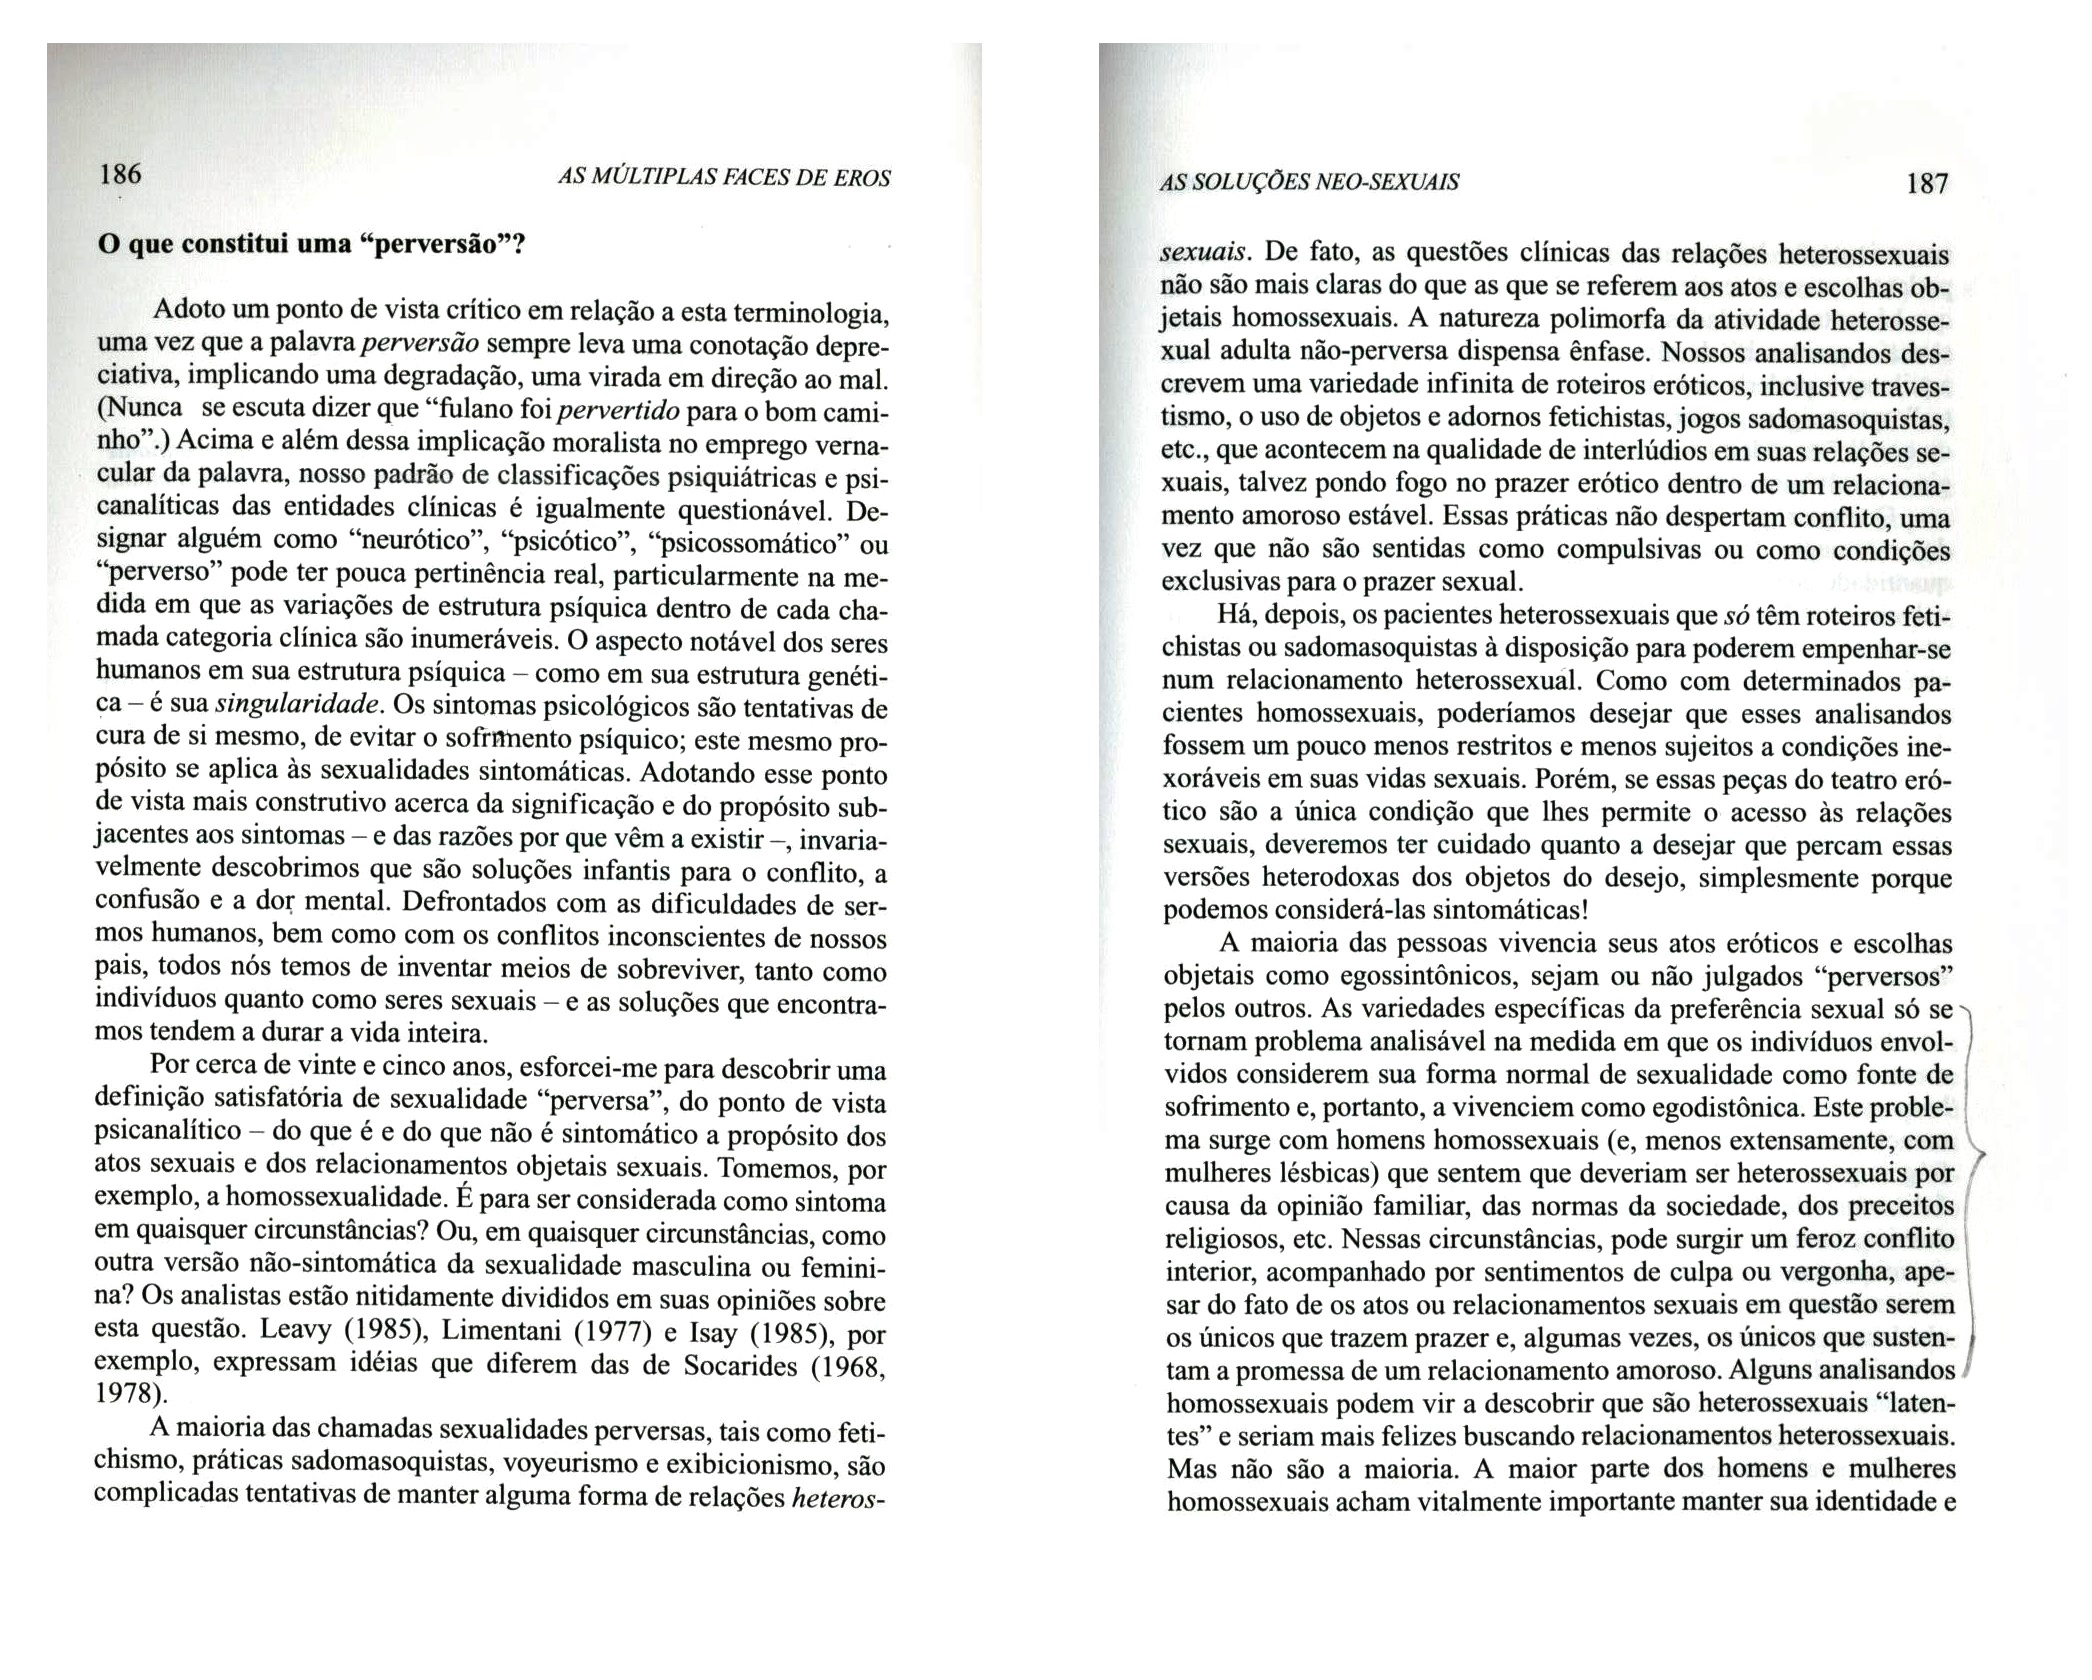 186
AS MÚLTIPLAS FACES DE EROS
O que constitui uma “perversão”?
Adoto um ponto de vista crítico em relação a esta terminologia,
uma vez que a palavra perversão sempre leva uma conotação depre-
ciativa, implicando uma degradação, uma virada em direção ao mal.
(Nunca se escuta dizer que “fulano foi pervertido para o bom cami-
nho”.) Acima e além dessa implicação moralista no emprego verna-
cular da palavra, nosso padrão de classificações psiquiátricas e psi-
canalíticas das entidades clínicas é igualmente questionável. De-
signar alguém como “neurótico”, “psicótico”, “psicossomático” ou
“perverso” pode ter pouca pertinência real, particularmente na me-
dida em que as variações de estrutura psíquica dentro de cada cha-
mada categoria clínica são inumeráveis. O aspecto notável dos seres
humanos em sua estrutura psíquica – como em sua estrutura genéti-
ca – é sua singularidade. Os sintomas psicológicos são tentativas de
cura de si mesmo, de evitar o psíquico; este mesmo pro-
pósito se aplica às sexualidades sintomáticas. Adotando esse ponto
de vista mais construtivo acerca da significação e do propósito sub-
jacentes aos sintomas – e das razões por que vêm a existir –, invaria-
velmente descobrimos que são soluções infantis para o conflito, a
confusão e a dor mental. Defrontados com as dificuldades de ser-
mos humanos, bem como com os conflitos inconscientes de nossos
pais, todos nós temos de inventar meios de sobreviver, tanto como
indivíduos quanto como seres sexuais – e as soluções que encontra-
mos tendem a durar a vida inteira.
Por cerca de vinte e cinco anos, esforcei-me para descobrir uma
definição satisfatória de sexualidade “perversa”, do ponto de vista
psicanalítico – do que é e do que não é sintomático a propósito dos
atos sexuais e dos relacionamentos objetais sexuais. Tomemos, por
exemplo, a homossexualidade. É para ser considerada como sintoma
em quaisquer circunstâncias? Ou, em quaisquer circunstâncias, como
outra versão não-sintomática da sexualidade masculina ou femini-
na? Os analistas estão nitidamente divididos em suas opiniões sobre
esta questão. Leavy (1985), Limentani (1977) e Isay (1985), por
exemplo, expressam idéias que diferem das de Socarides (1968,
1978).
A maioria das chamadas sexualidades perversas, tais como feti-
chismo, práticas sadomasoquistas, voyeurismo e exibicionismo, são
complicadas tentativas de manter alguma forma de relações heteros-
AS SOLUÇÕES NEO-SEXUAIS
187
sexuais. De fato, as questões clínicas das relações heterossexuais
não são mais claras do que as que se referem aos atos e escolhas ob-
jetais homossexuais. A natureza polimorfa da atividade heterosse-
xual adulta não-perversa dispensa ênfase. Nossos analisandos des-
crevem uma variedade infinita de roteiros eróticos, inclusive traves-
tismo, o uso de objetos e adornos fetichistas, jogos sadomasoquistas,
etc., que acontecem na qualidade de interlúdios em suas relações se-
xuais, talvez pondo fogo no prazer erótico dentro de um relaciona-
mento amoroso estável. Essas práticas não despertam conflito, uma
vez que não são sentidas como compulsivas ou como condições
exclusivas para o prazer sexual.
Há, depois, os pacientes heterossexuais que só têm roteiros feti-
chistas ou sadomasoquistas à disposição para poderem empenhar-se
num relacionamento heterossexual. Como com determinados pa-
cientes homossexuais, poderíamos desejar que esses analisandos
fossem um pouco menos restritos e menos sujeitos a condições ine-
xoráveis em suas vidas sexuais. Porém, se essas peças do teatro eró-
tico são a única condição que lhes permite o acesso às relações
sexuais, deveremos ter cuidado quanto a desejar que percam essas
versões heterodoxas dos objetos do desejo, simplesmente porque
podemos considerá-las sintomáticas!
A maioria das pessoas vivencia seus atos eróticos e escolhas
objetais como egossintônicos, sejam ou não julgados “perversos”
pelos outros. As variedades específicas da preferência sexual só se
tornam problema analisável na medida em que os indivíduos envol-
vidos considerem sua forma normal de sexualidade como fonte de
sofrimento e, portanto, a vivenciem como egodistônica. Este proble-
ma surge com homens homossexuais (e, menos extensamente, com
mulheres lésbicas) que sentem que deveriam ser heterossexuais por
causa da opinião familiar, das normas da sociedade, dos preceitos
religiosos, etc. Nessas circunstâncias, pode surgir um feroz conflito
interior, acompanhado por sentimentos de culpa ou vergonha, ape-
sar do fato de os atos ou relacionamentos sexuais em questão serem
os únicos que trazem prazer e, algumas vezes, os únicos que susten-
tam a promessa de um relacionamento amoroso. Alguns analisandos
homossexuais podem vir a descobrir que são heterossexuais “laten-
tes” e seriam mais felizes buscando relacionamentos heterossexuais.
Mas não são a maioria. A maior parte dos homens e mulheres
homossexuais acham vitalmente importante manter sua identidade e